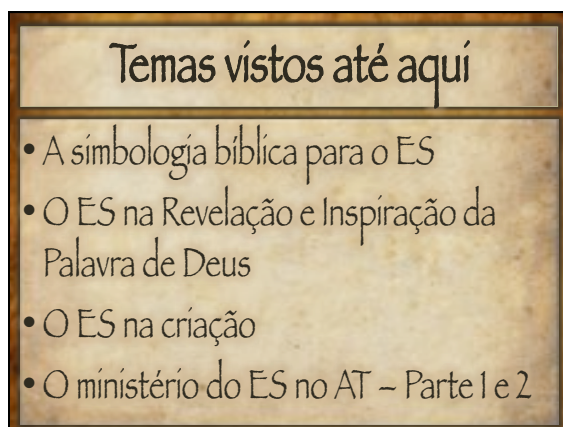 Temas vistos até aqui
• A simbologia bíblica para o ES
• O ES na Revelação e Inspiração da
Palavra de Deus
• O ES na criação
• O ministério do ES no AT – Parte 1 e 2